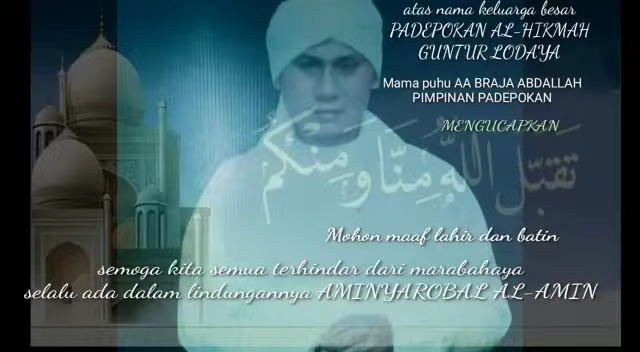 atas nama keluarga besar
PADEPOKAN AL-HIKMAH
GUNTUR LODAYA
Mama puhu AA BRAJA ABDALLAH
PIMPINAN PADEPOKAN
MENGUCAPKAN
تقبل الله منا ومنكم
Mohon maaf lahir dan batin
semoga kita semua terhindar dari marabahaya
selalu ada dalam lindungannya AMINYAROBAL AL-AMIN